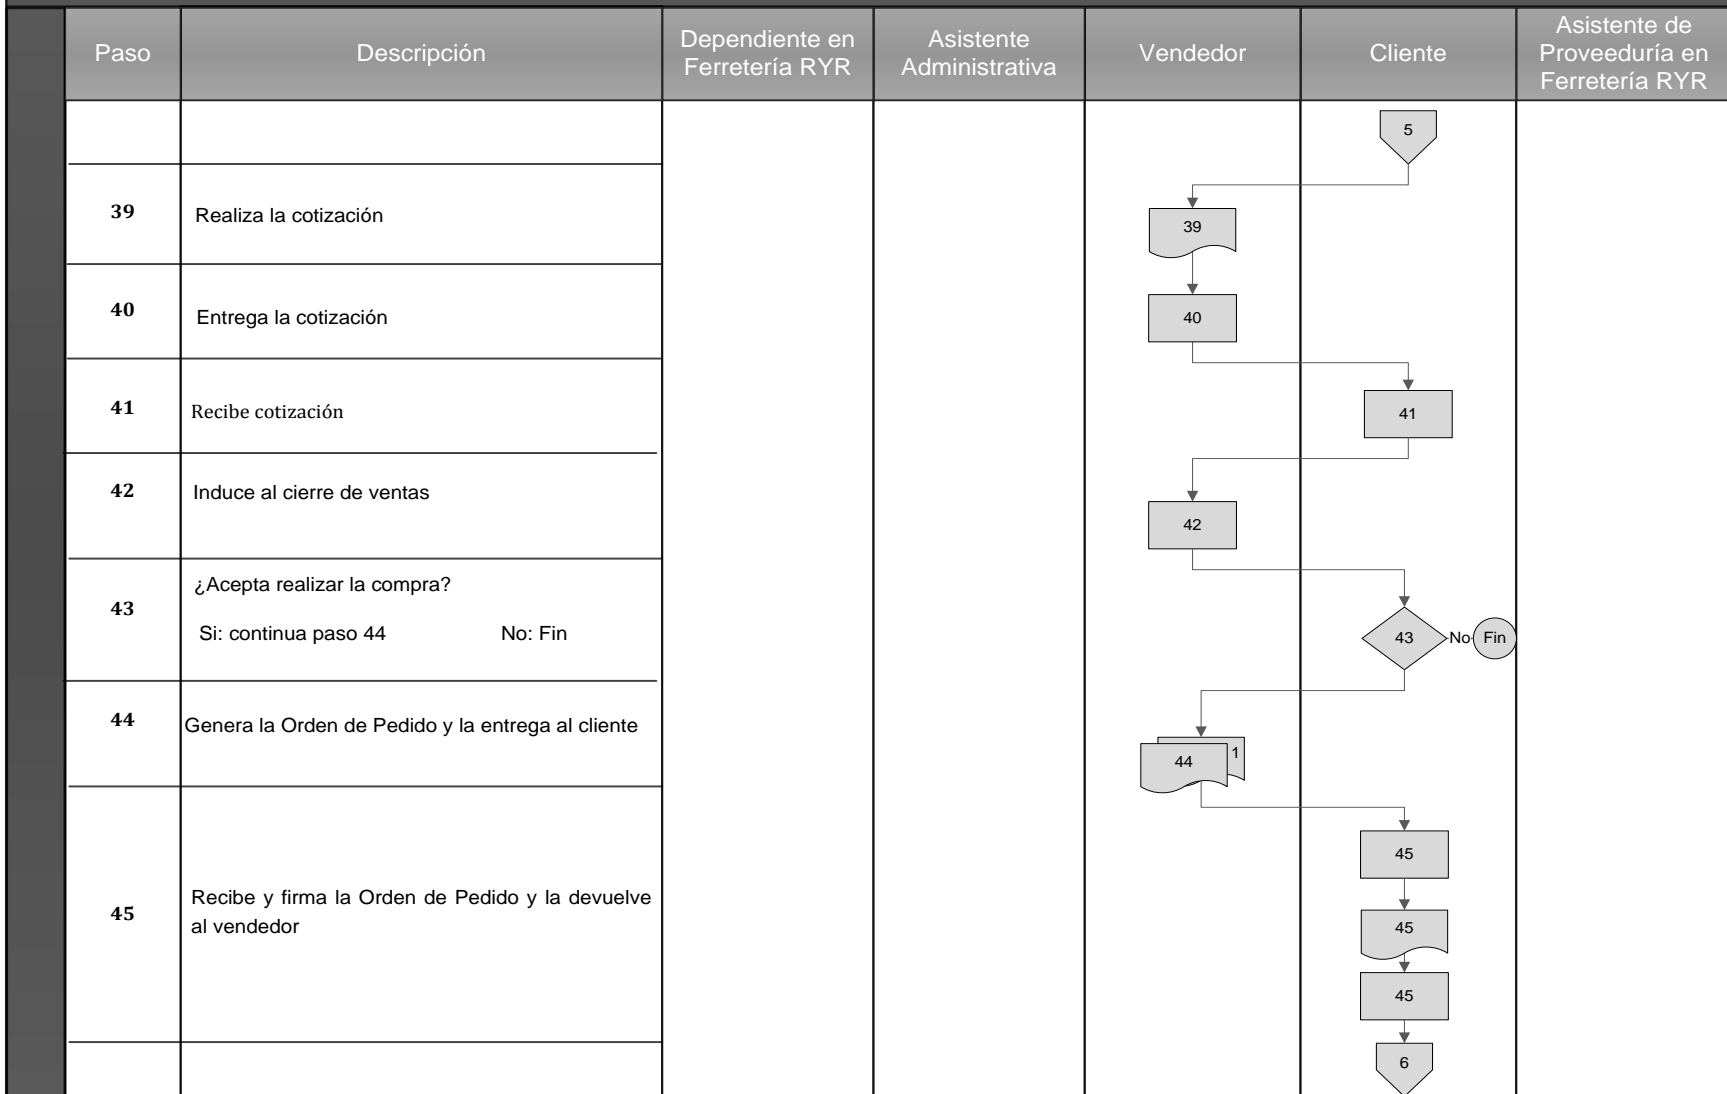 Paso
Descripción
Dependiente en
Ferretería RYR
Asistente
Administrativa
Vendedor
Cliente
Asistente de
Proveeduría en
Ferretería RYR
5
39
Realiza la cotización
39
40
Entrega la cotización
40
41
Recibe cotización
41
42
Induce al cierre de ventas
42
43
¿Acepta realizar la compra?
Si: continua paso 44 No: Fin
43 No Fin
44
Genera la Orden de Pedido y la entrega al cliente
44 1
45
Recibe y firma la Orden de Pedido y la devuelve
al vendedor
45
45
45
6